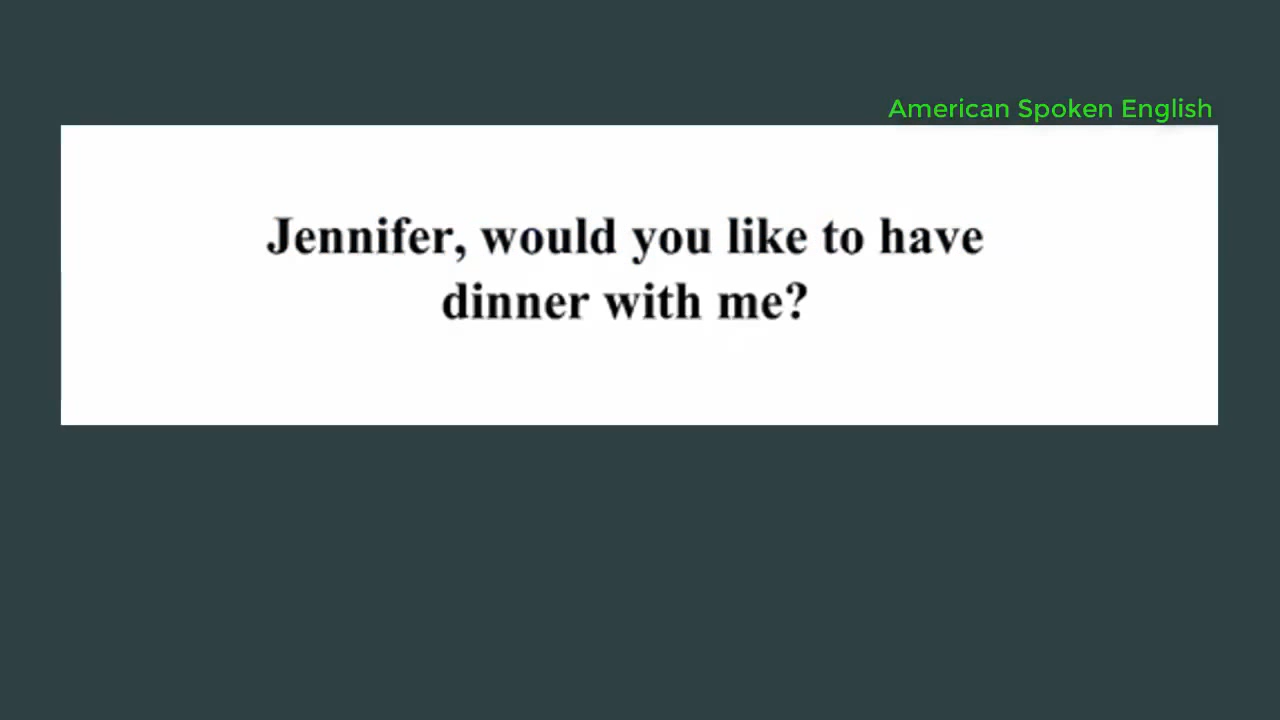 American Spoken English
Jennifer, would you like to have
dinner with me?